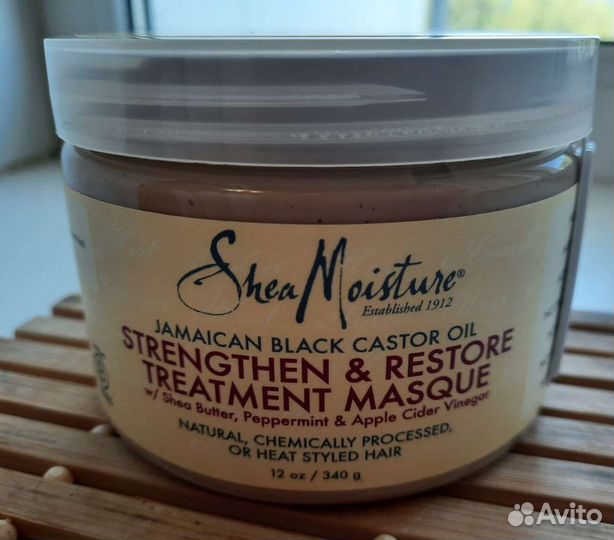 SheaMoisture®
Established 1912
JAMAICAN BLACK CASTOR OIL
STRENGTHEN & RESTORE
TREATMENT MASQUE
w/ Shea Butter, Peppermint & Apple Cider Vinegar
NATURAL, CHEMICALLY PROCESSED,
OR HEAT STYLED HAIR
12 oz / 340 g
Avito